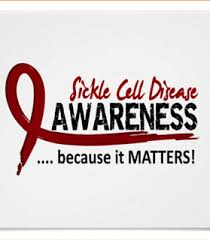 Sickle Cell Disease
AWARENESS
.... because it MATTERS!